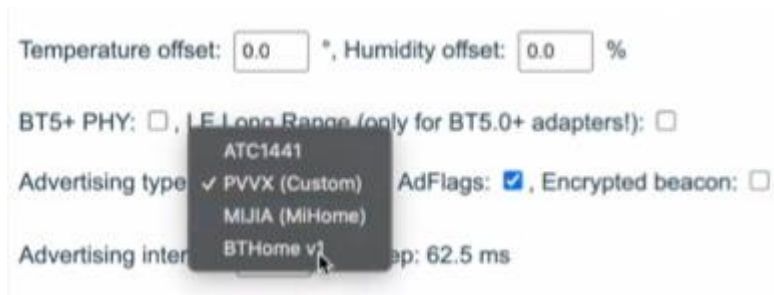 Temperature offset: 0.0 °, Humidity offset: 0.0 %
BT5+ PHY: , LE Long Range (only for BT5.0+ adapters!):
ATC1441
Advertising type ✓ PVVX (Custom) AdFlags: , Encrypted beacon:
MIJIA (MiHome)
BTHome v1
Advertising inter ep: 62.5 ms